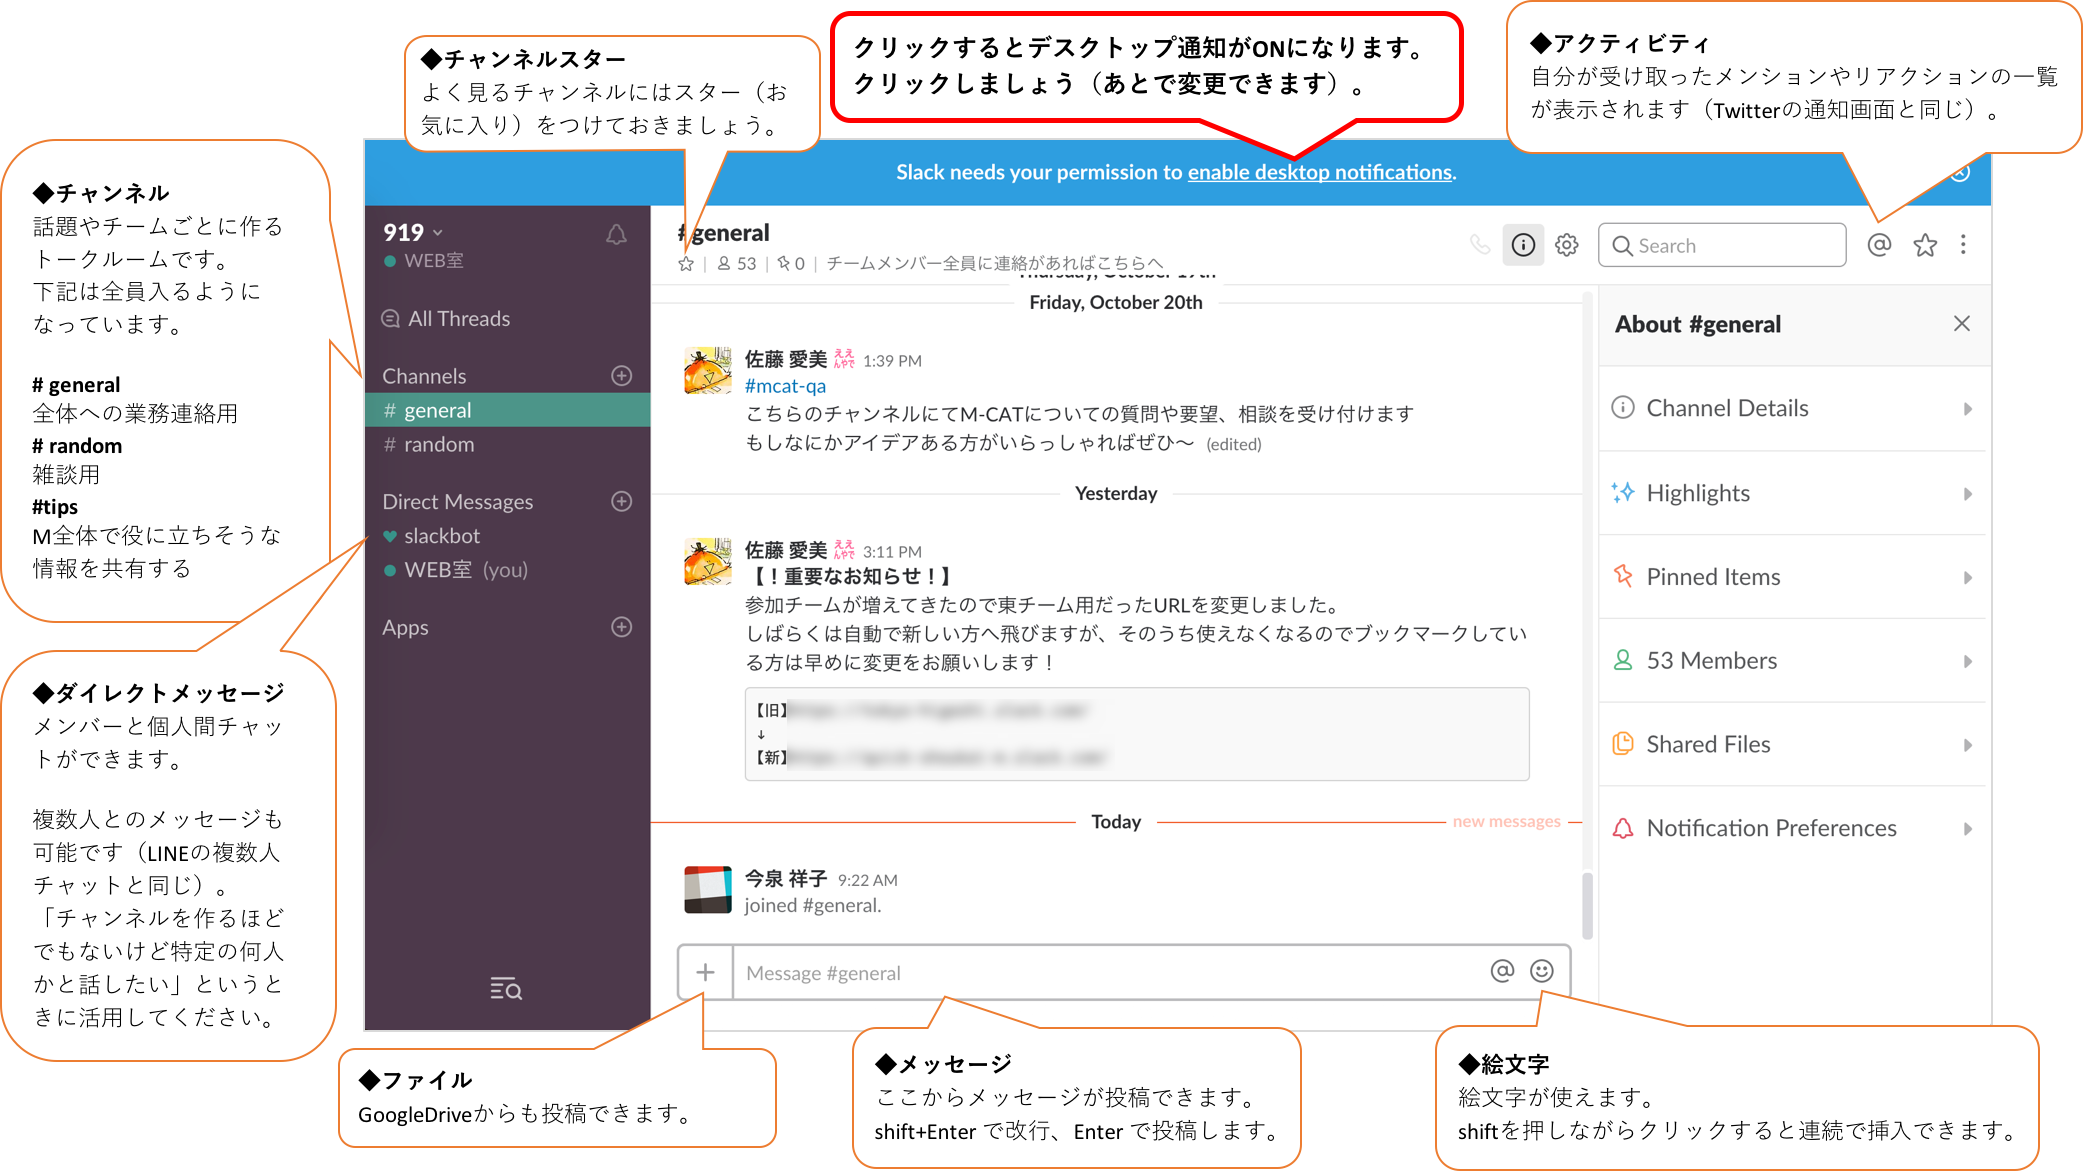 ◆チャンネルスター
よく見るチャンネルにはスター（お
気に入り）をつけておきましょう。
クリックするとデスクトップ通知がONになります。
クリックしましょう（あとで変更できます）。
◆アクティビティ
自分が受け取ったメンションやリアクションの一覧
が表示されます（Twitterの通知画面と同じ）。
◆チャンネル
話題やチームごとに作る
トークルームです。
下記は全員入るように
なっています。
# general
全体への業務連絡用
# random
雑談用
#tips
M全体で役に立ちそうな
情報を共有する
◆ダイレクトメッセージ
メンバーと個人間チャッ
トができます。
複数人とのメッセージも
可能です（LINEの複数人
チャットと同じ）。
「チャンネルを作るほど
でもないけど特定の何人
かと話したい」というと
きに活用してください。
Slack needs your permission to enable desktop notifications.
919
WEB室
All Threads
Channels
# general
# random
Direct Messages
slackbot
WEB室 (you)
Apps
#general
53 | 0 | チームメンバー全員に連絡があればこちらへ
Search
Thursday, October 19th
Friday, October 20th
佐藤 愛美 ええんやで 1:39 PM
#mcat-qa
こちらのチャンネルにてM-CATについての質問や要望、相談を受け付けます
もしなにかアイデアある方がいらっしゃればぜひ〜 (edited)
Yesterday
佐藤 愛美 ええんやで 3:11 PM
【！重要なお知らせ！】
参加チームが増えてきたので東チーム用だったURLを変更しました。
しばらくは自動で新しい方へ飛びますが、そのうち使えなくなるのでブックマークしてい
る方は早めに変更をお願いします！
【旧】
↓
【新】
Today
new messages
今泉 祥子 9:22 AM
joined #general.
Message #general
About #general
Channel Details
Highlights
Pinned Items
53 Members
Shared Files
Notification Preferences
◆ファイル
GoogleDriveからも投稿できます。
◆メッセージ
ここからメッセージが投稿できます。
shift+Enter で改行、Enter で投稿します。
◆絵文字
絵文字が使えます。
shiftを押しながらクリックすると連続で挿入できます。